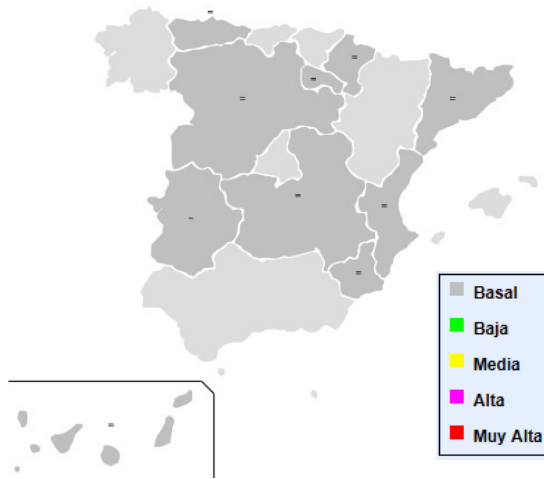 =
=
=
=
=
=
-
=
=
=
Basal
Baja
Media
Alta
Muy Alta